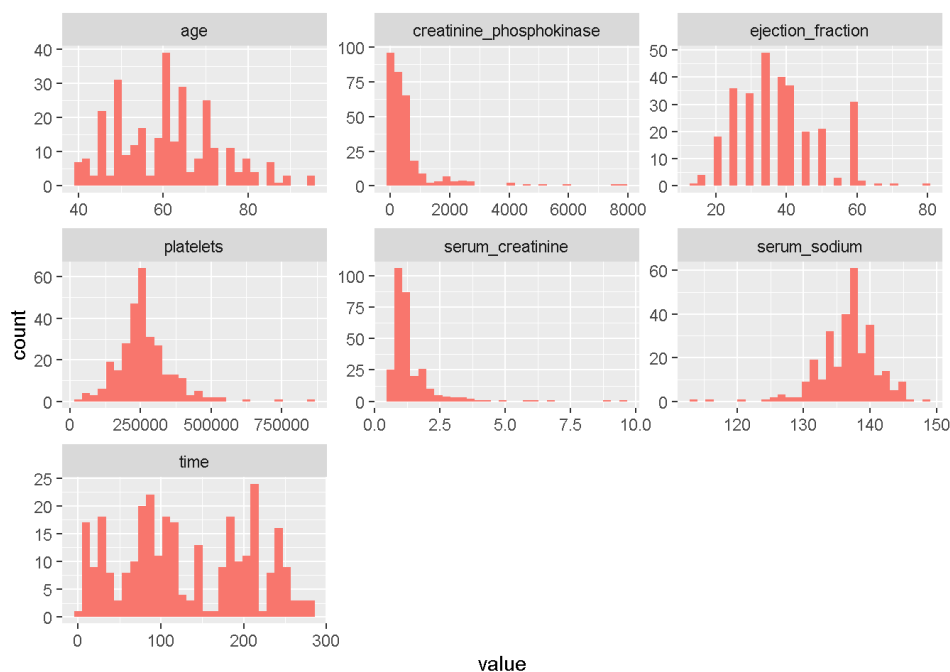 age
creatinine_phosphokinase
ejection_fraction
40
30
20
10
0
40 60 80
100
75
50
25
0
0 2000 4000 6000 8000
50
40
30
20
10
0
20 40 60 80
platelets
serum_creatinine
serum_sodium
60
40
20
0
0 250000 500000 750000
100
75
50
25
0
0.0 2.5 5.0 7.5 10.0
60
40
20
0
120 130 140 150
time
25
20
15
10
5
0
0 100 200 300
count
value